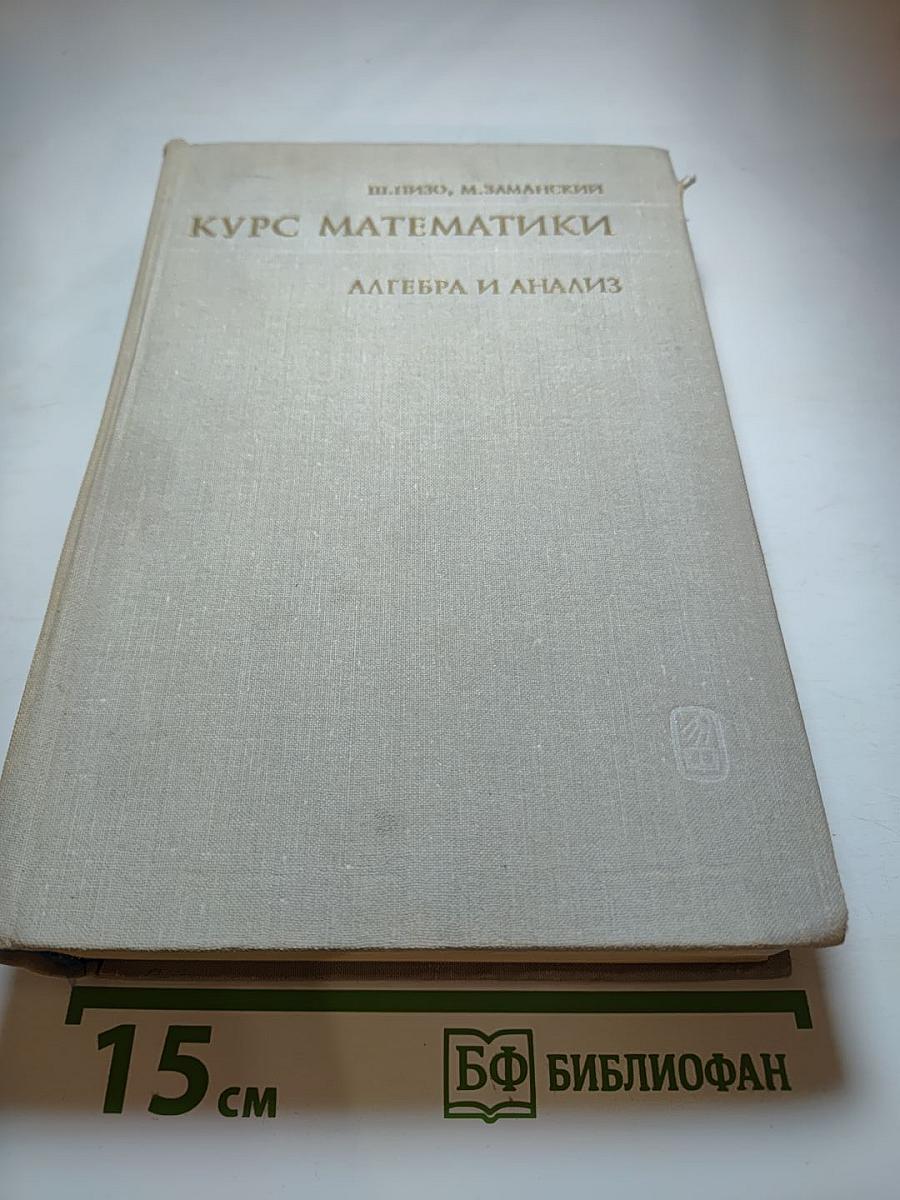 Ш.ПИЗО, М.ЗАМАНСКИЙ
КУРС МАТЕМАТИКИ
АЛГЕБРА И АНАЛИЗ
15 см
БФ БИБЛИОФАН